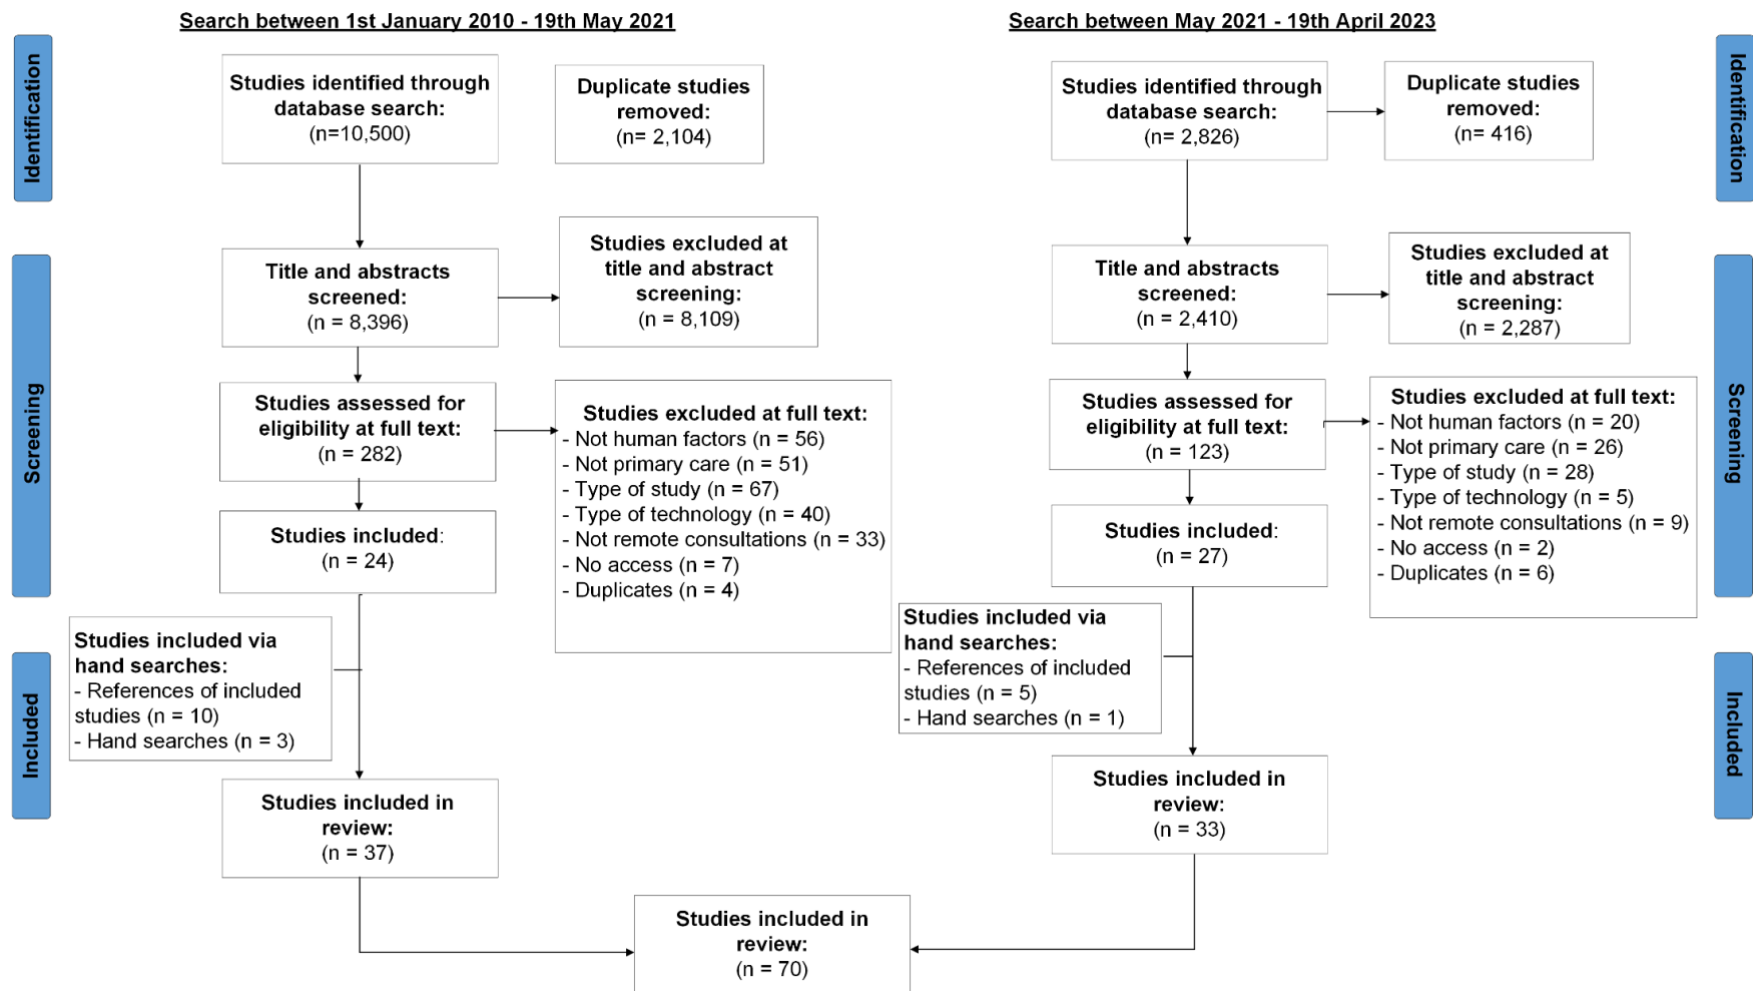 Search between 1st January 2010 - 19th May 2021
Identification
Studies identified through
database search:
(n=10,500)
Duplicate studies
removed:
(n= 2,104)
Screening
Title and abstracts
screened:
(n = 8,396)
Studies excluded at
title and abstract
screening:
(n = 8,109)
Studies assessed for
eligibility at full text:
(n = 282)
Studies excluded at full text:
- Not human factors (n = 56)
- Not primary care (n = 51)
- Type of study (n = 67)
- Type of technology (n = 40)
- Not remote consultations (n = 33)
- No access (n = 7)
- Duplicates (n = 4)
Studies included:
(n = 24)
Included
Studies included via
hand searches:
- References of included
studies (n = 10)
- Hand searches (n = 3)
Studies included in
review:
(n = 37)
Search between May 2021 - 19th April 2023
Identification
Studies identified through
database search:
(n= 2,826)
Duplicate studies
removed:
(n= 416)
Screening
Title and abstracts
screened:
(n = 2,410)
Studies excluded at
title and abstract
screening:
(n = 2,287)
Studies assessed for
eligibility at full text:
(n = 123)
Studies excluded at full text:
- Not human factors (n = 20)
- Not primary care (n = 26)
- Type of study (n = 28)
- Type of technology (n = 5)
- Not remote consultations (n = 9)
- No access (n = 2)
- Duplicates (n = 6)
Studies included:
(n = 27)
Included
Studies included via
hand searches:
- References of included
studies (n = 5)
- Hand searches (n = 1)
Studies included in
review:
(n = 33)
Studies included in
review:
(n = 70)